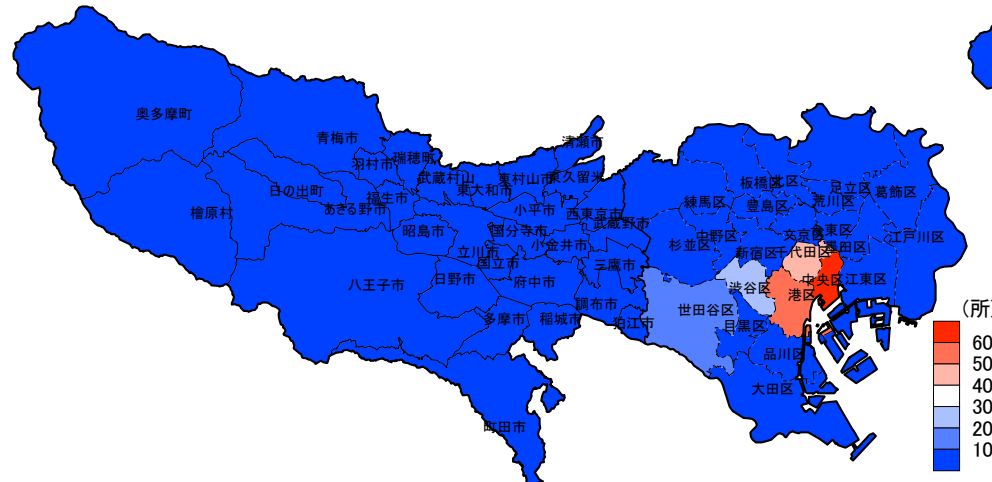 奥多摩町
青梅市
清瀬市
羽村市
瑞穂町
武蔵村山
東村山市
東久留米
東大和市
日の出町
福生市
あきる野市
檜原村
小平市
西東京市
武蔵野市
昭島市
国分寺市
小金井市
立川市
国立市
三鷹市
八王子市
日野市
府中市
調布市
多摩市
稲城市
狛江市
町田市
板橋区
北区
足立区
葛飾区
練馬区
豊島区
荒川区
中野区
文京区
台東区
墨田区
江戸川区
杉並区
新宿区
千代田区
中央区
江東区
渋谷区
港区
世田谷区
目黒区
品川区
大田区
(所)
60
50
40
30
20
10